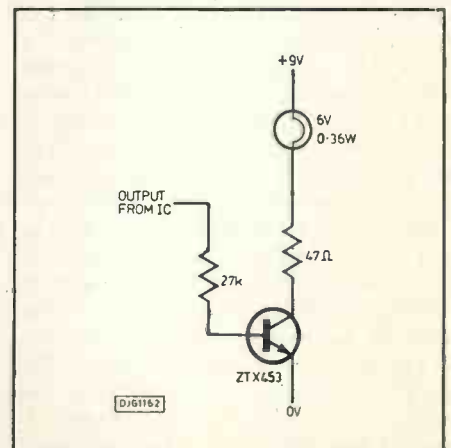 +9V
6V
0·36W
OUTPUT
FROM IC
47Ω
27k
ZTX453
DJG1162
0V